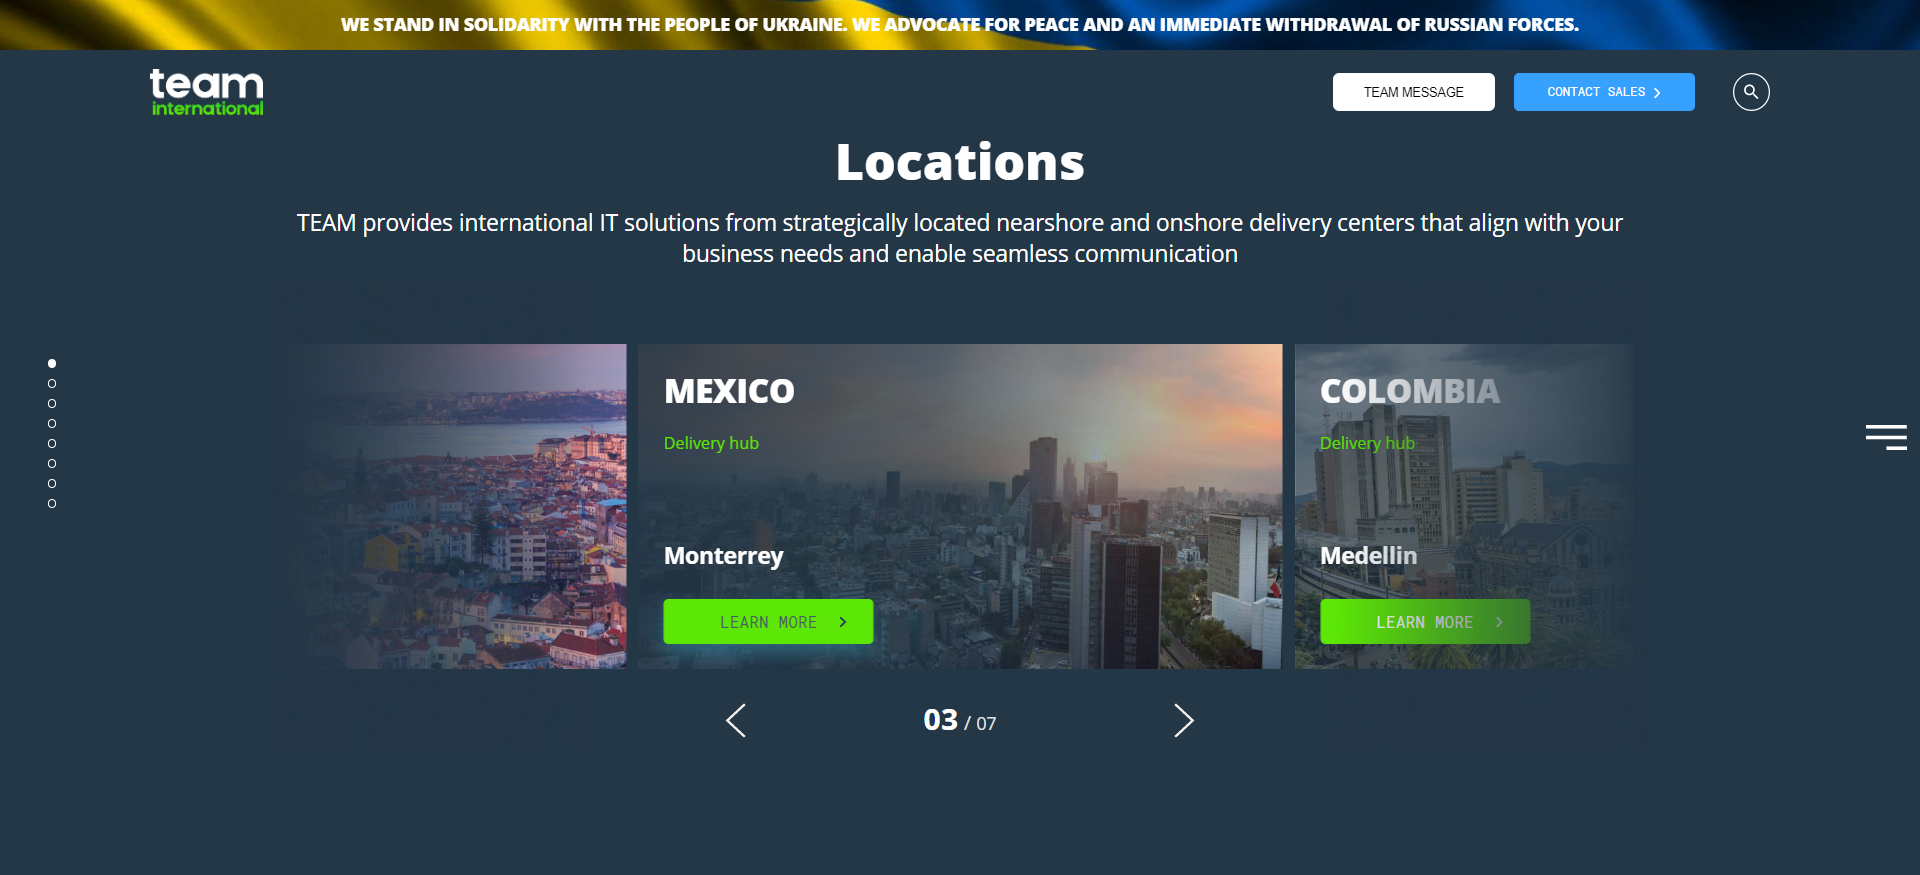 WE STAND IN SOLIDARITY WITH THE PEOPLE OF UKRAINE. WE ADVOCATE FOR PEACE AND AN IMMEDIATE WITHDRAWAL OF RUSSIAN FORCES.
team
international
TEAM MESSAGE
CONTACT SALES
Locations
TEAM provides international IT solutions from strategically located nearshore and onshore delivery centers that align with your
business needs and enable seamless communication
MEXICO
Delivery hub
Monterrey
LEARN MORE
COLOMBIA
Delivery hub
Medellin
LEARN MORE
03 / 07